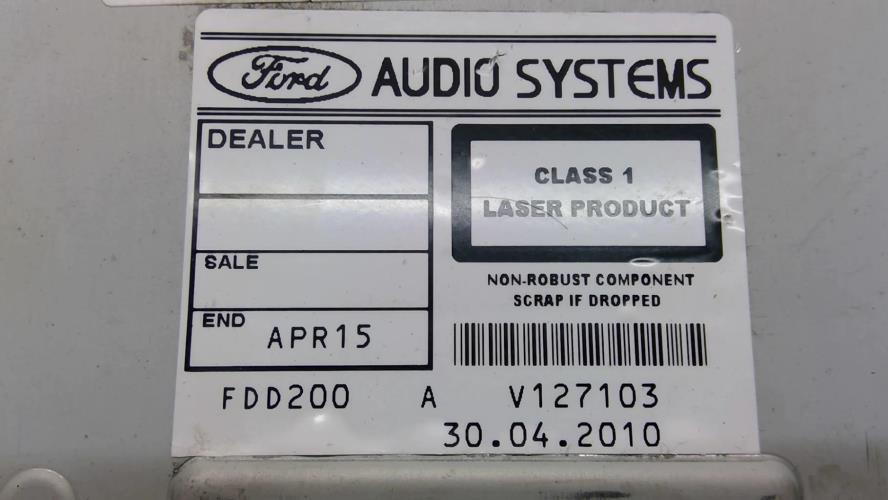 Ford AUDIO SYSTEMS
DEALER
SALE
END APR15
CLASS 1
LASER PRODUCT
NON-ROBUST COMPONENT
SCRAP IF DROPPED
FDD200 A V127103
30.04.2010